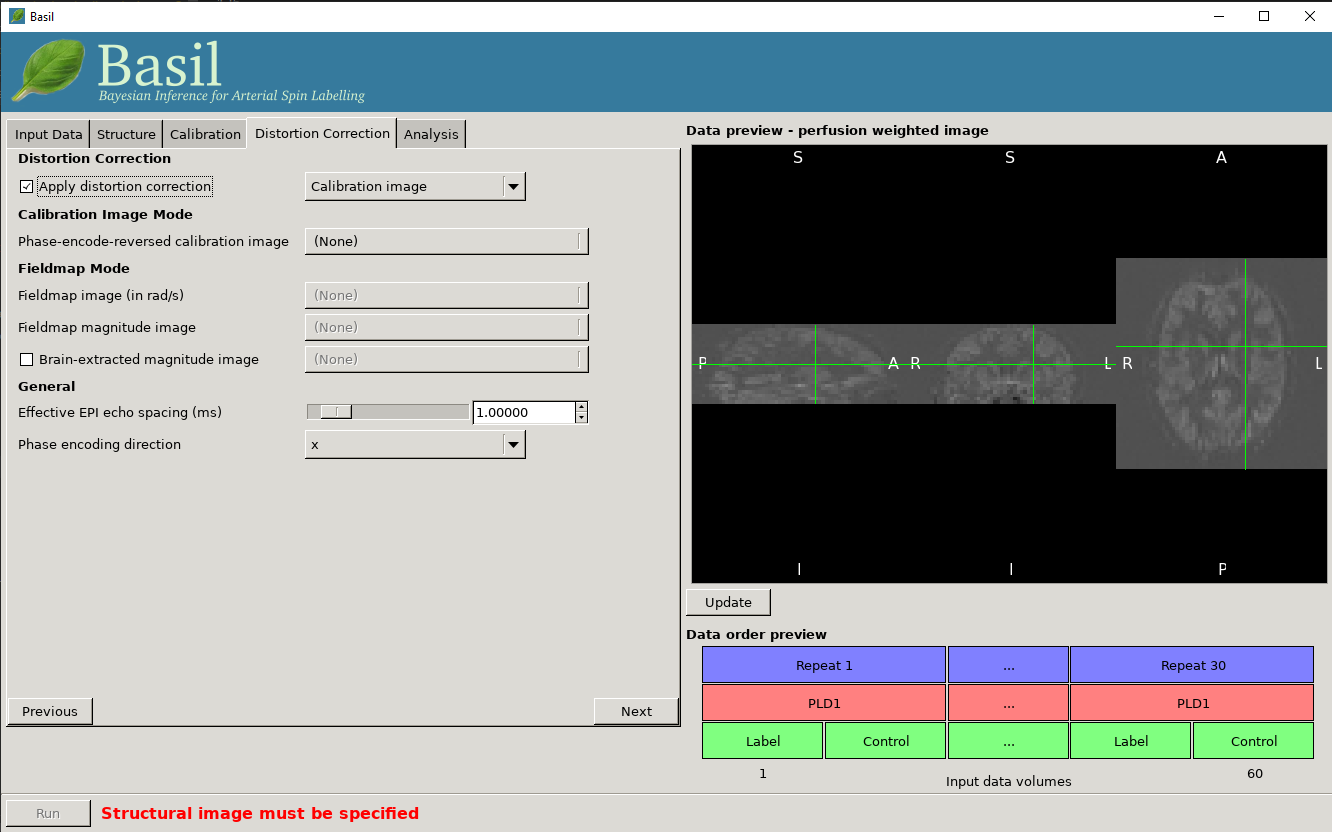 Basil
Basil
Bayesian Inference for Arterial Spin Labelling
Input Data Structure Calibration Distortion Correction Analysis
Distortion Correction
Apply distortion correction Calibration image
Calibration Image Mode
Phase-encode-reversed calibration image (None)
Fieldmap Mode
Fieldmap image (in rad/s) (None)
Fieldmap magnitude image (None)
Brain-extracted magnitude image (None)
General
Effective EPI echo spacing (ms) 1.00000
Phase encoding direction x
Previous Next
Data preview - perfusion weighted image
S S A
P A R L R L
I I P
Update
Data order preview
Repeat 1 ... Repeat 30
PLD1 ... PLD1
Label Control ... Label Control
1 60
Input data volumes
Run Structural image must be specified